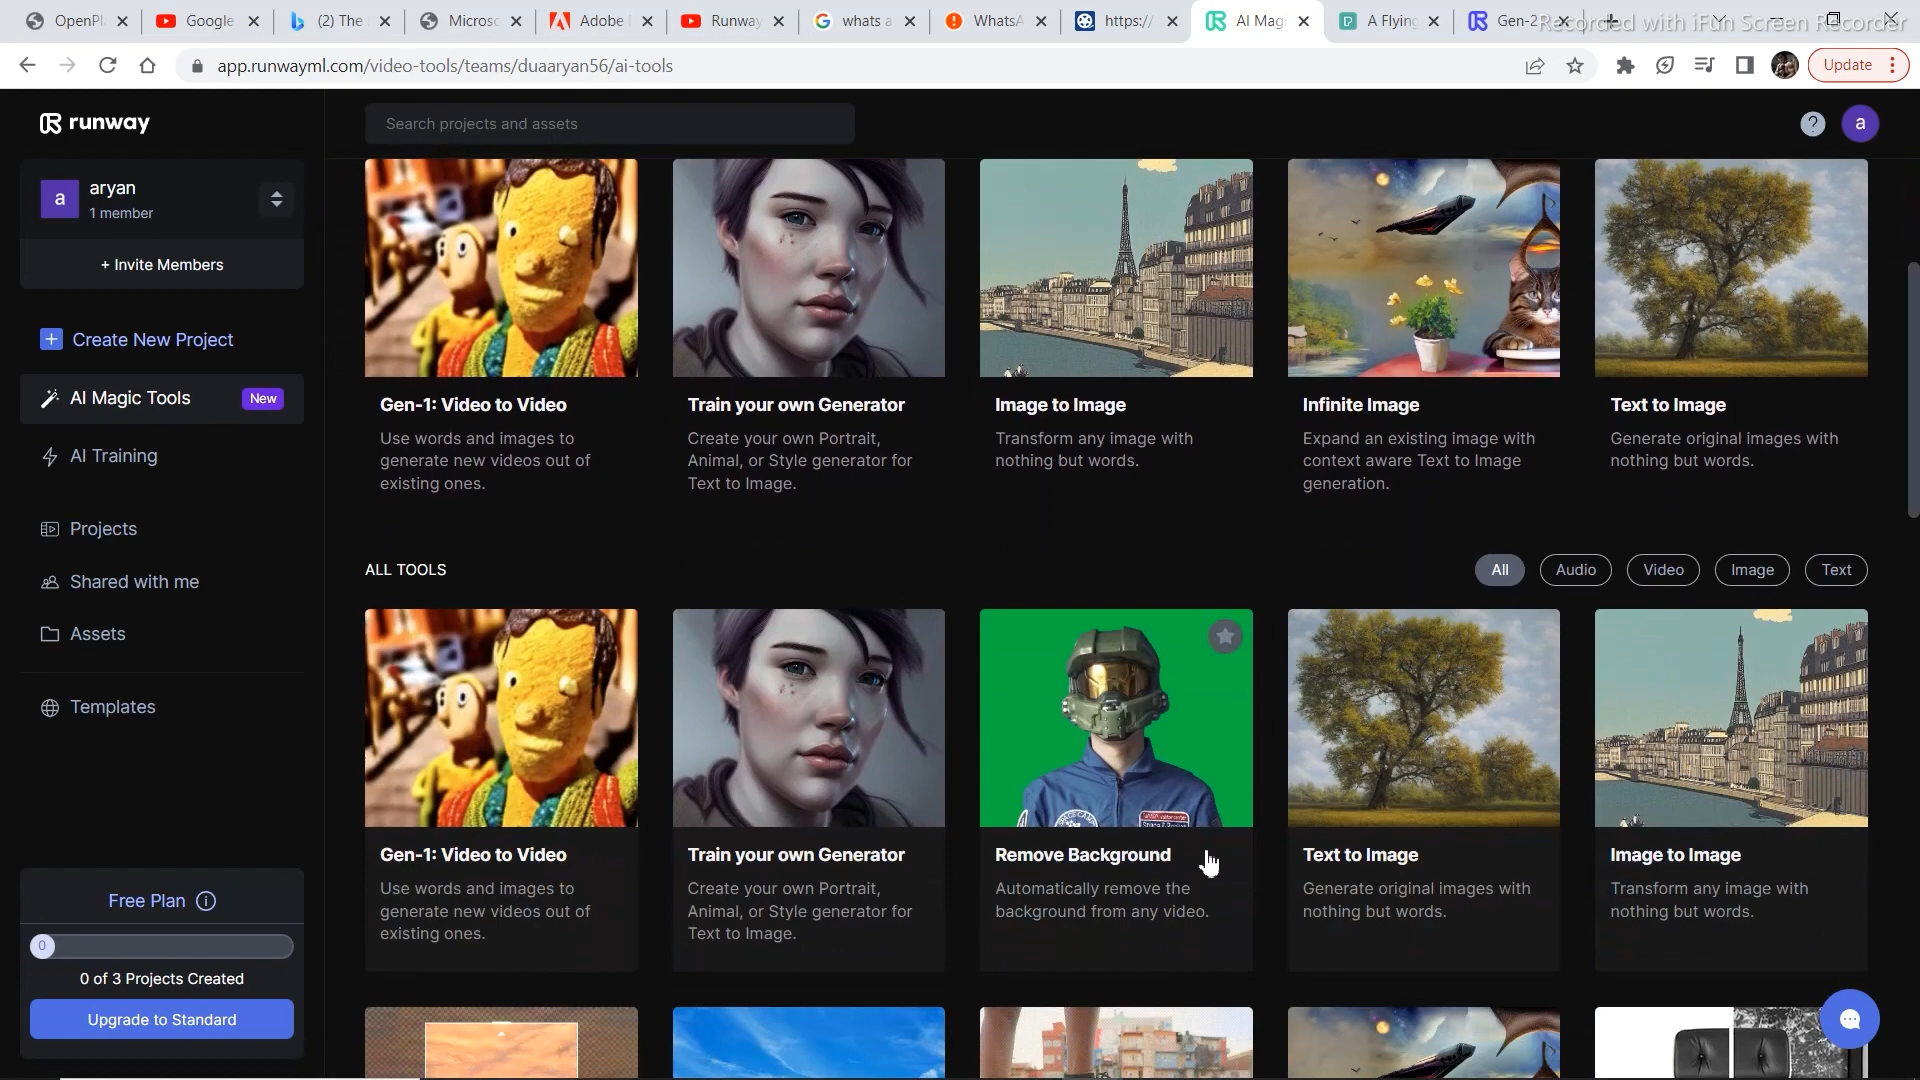 OpenPl
Google
(2) The
Microso
Adobe
Runway
whats a
WhatsA
https://
AI Mag
A Flying
Gen-2
Recorded with iFun Screen Recorder
app.runwayml.com/video-tools/teams/duaaryan56/ai-tools
Update
runway
Search projects and assets
?
a
a
aryan
1 member
+ Invite Members
Create New Project
AI Magic Tools
New
AI Training
Projects
Shared with me
Assets
Templates
Free Plan
0
0 of 3 Projects Created
Upgrade to Standard
Gen-1: Video to Video
Use words and images to
generate new videos out of
existing ones.
Train your own Generator
Create your own Portrait,
Animal, or Style generator for
Text to Image.
Image to Image
Transform any image with
nothing but words.
Infinite Image
Expand an existing image with
context aware Text to Image
generation.
Text to Image
Generate original images with
nothing but words.
ALL TOOLS
All
Audio
Video
Image
Text
Gen-1: Video to Video
Use words and images to
generate new videos out of
existing ones.
Train your own Generator
Create your own Portrait,
Animal, or Style generator for
Text to Image.
Remove Background
Automatically remove the
background from any video.
Text to Image
Generate original images with
nothing but words.
Image to Image
Transform any image with
nothing but words.